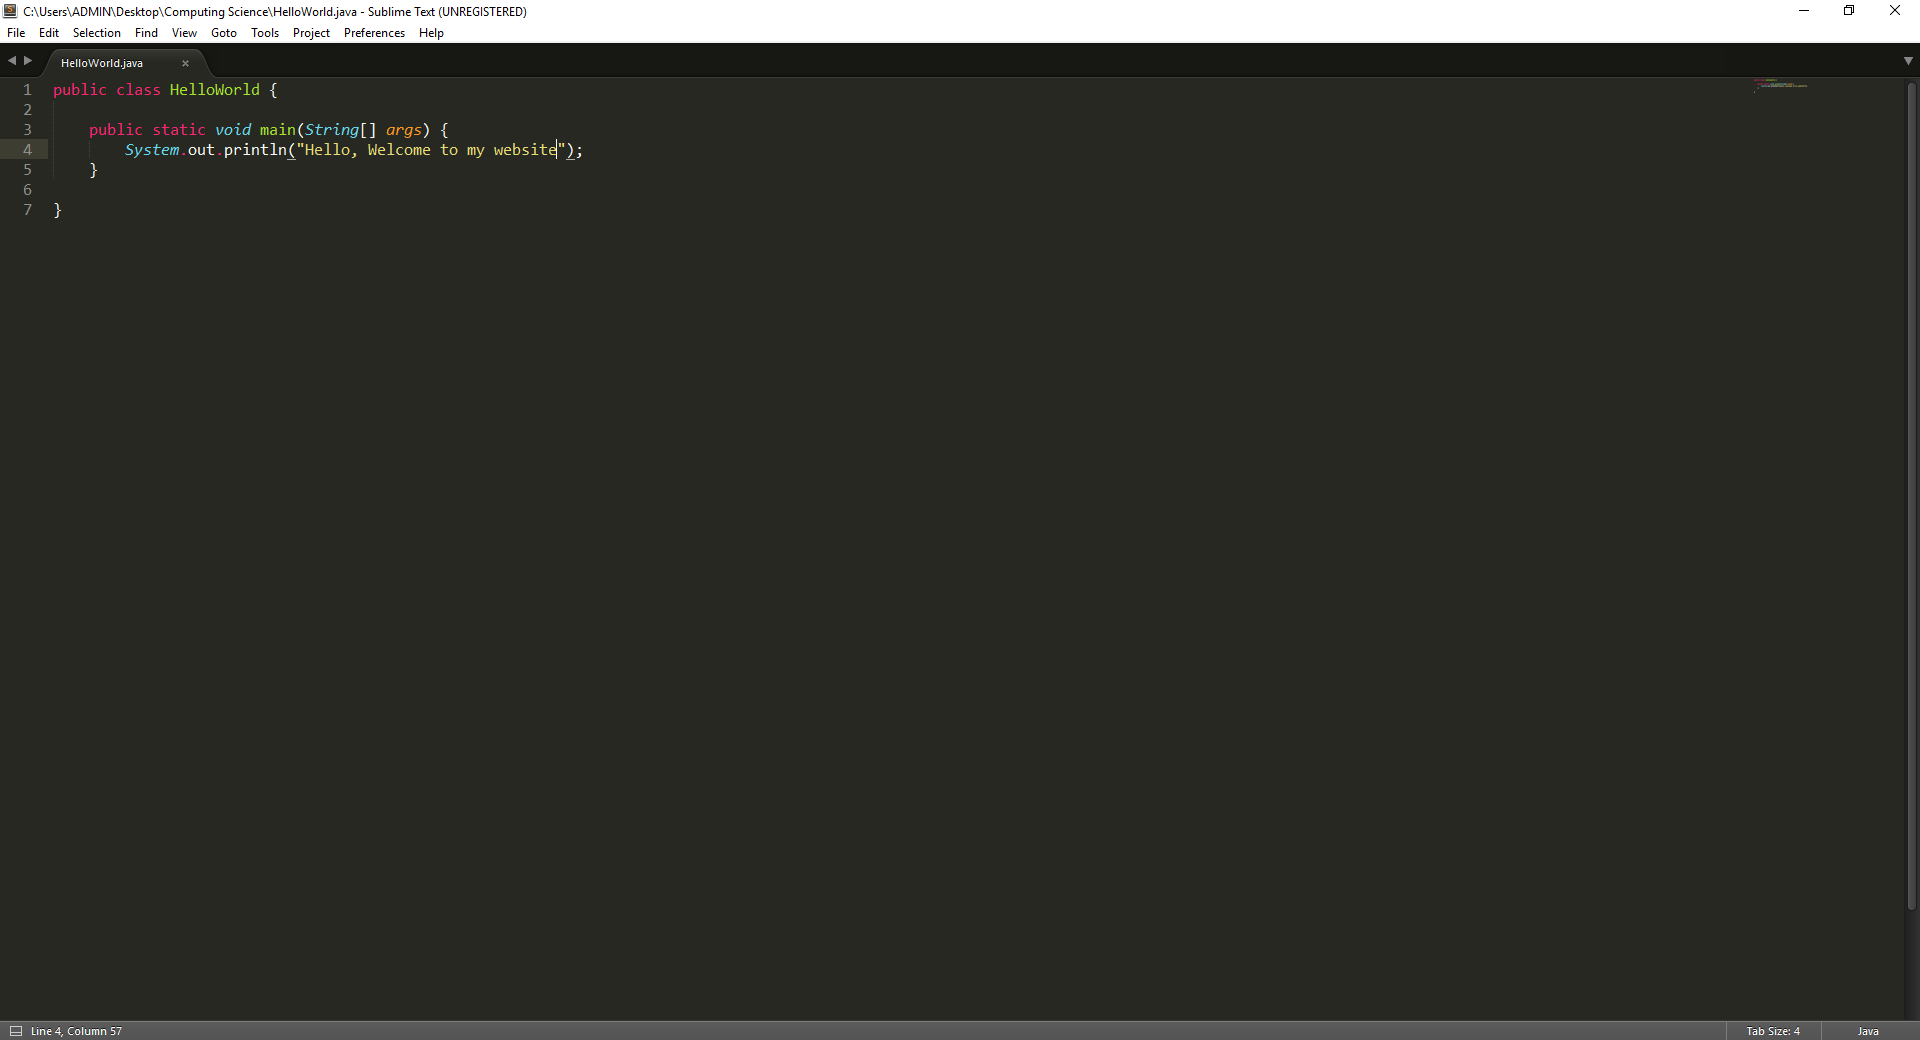 C:\Users\ADMIN\Desktop\Computing Science\HelloWorld.java - Sublime Text (UNREGISTERED)
File Edit Selection Find View Goto Tools Project Preferences Help
HelloWorld.java
1 public class HelloWorld {
2
3 public static void main(String[] args) {
4 System.out.println("Hello, Welcome to my website");
5 }
6
7 }
Line 4, Column 57 Tab Size: 4 Java